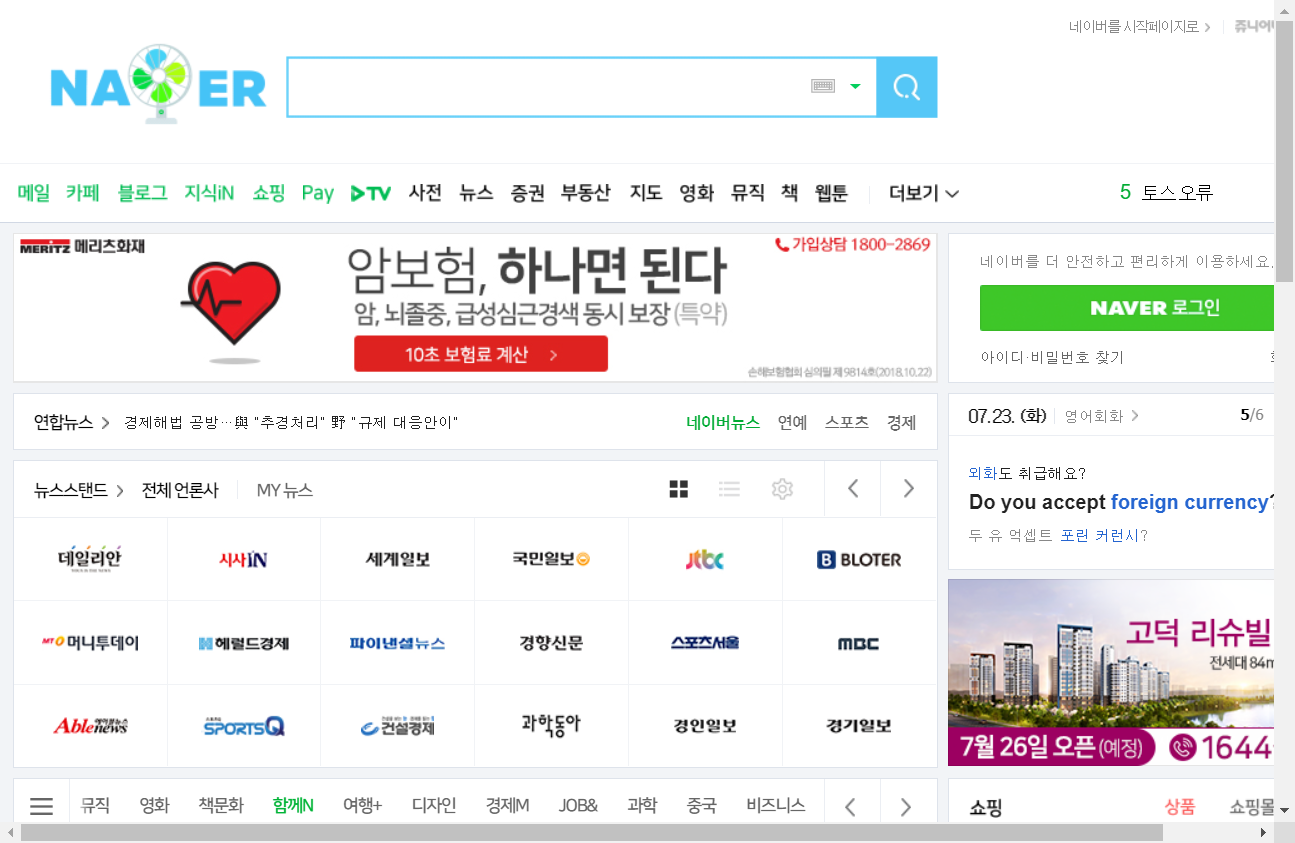 네이버를 시작페이지로
NAVER
메일 카페 블로그 지식iN 쇼핑 Pay TV 사전 뉴스 증권 부동산 지도 영화 뮤직 책 웹툰 더보기
5 토스 오류
MERITZ 메리츠화재
가입상담 1800-2869
암보험, 하나면 된다
암, 뇌졸중, 급성심근경색 동시 보장 (특약)
10초 보험료 계산 >
손해보험협회 심의필 제9814호(2018.10.22)
네이버를 더 안전하고 편리하게 이용하세요.
NAVER 로그인
아이디·비밀번호 찾기
연합뉴스 > 경제해법 공방…與 "추경처리" 野 "규제 대응안이"
네이버뉴스 연예 스포츠 경제
07.23. (화) 영어회화 > 5/6
외화도 취급해요?
Do you accept foreign currency?
두 유 억셉트 포린 커런시?
뉴스스탠드 > 전체 언론사 MY 뉴스
데일리안 시사IN 세계일보 국민일보 jtbc BLOTER
MT 머니투데이 헤럴드경제 파이낸셜뉴스 경향신문 스포츠서울 MBC
Ablenews 에이블뉴스 SPORTSQ 건설경제 과학동아 경인일보 경기일보
고덕 리슈빌
전세대 84m
7월 26일 오픈(예정) 1644
뮤직 영화 책문화 함께N 여행+ 디자인 경제M JOB& 과학 중국 비즈니스
쇼핑 상품 쇼핑몰